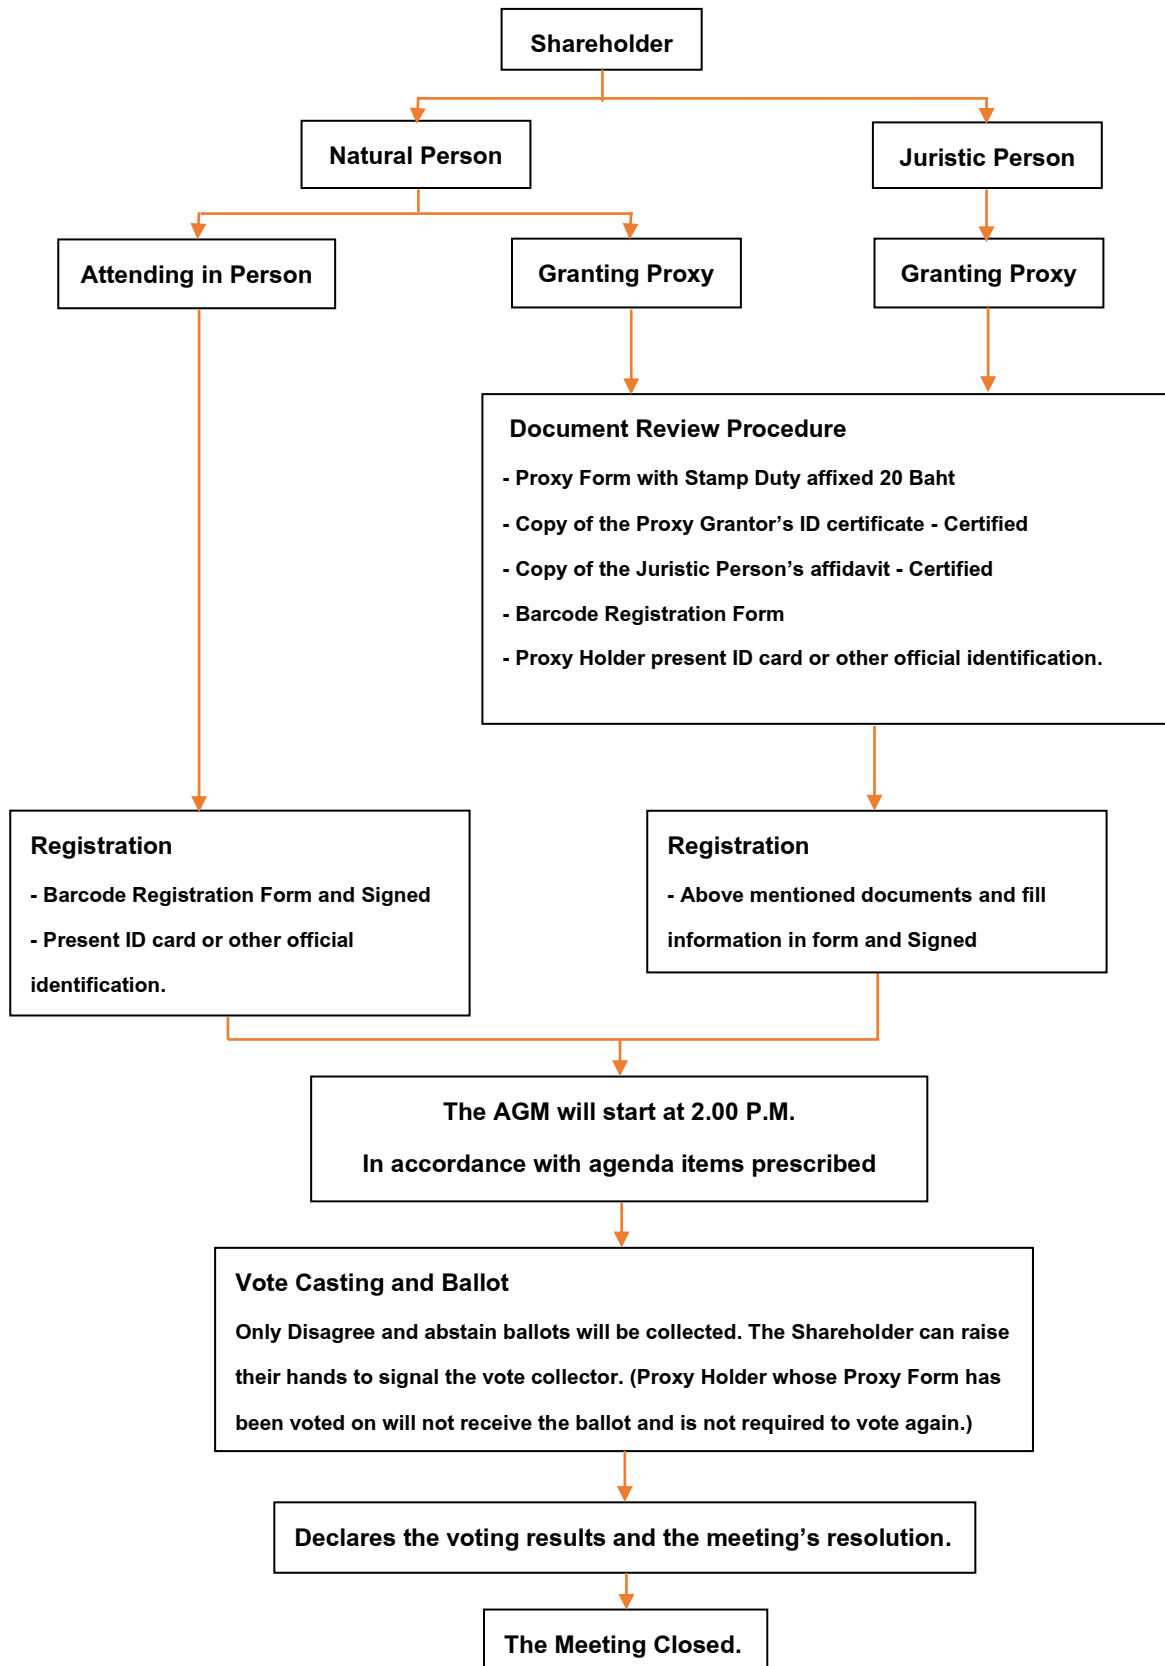 Shareholder
Natural Person
Juristic Person
Attending in Person
Granting Proxy
Granting Proxy
Document Review Procedure
- Proxy Form with Stamp Duty affixed 20 Baht
- Copy of the Proxy Grantor’s ID certificate - Certified
- Copy of the Juristic Person’s affidavit - Certified
- Barcode Registration Form
- Proxy Holder present ID card or other official identification.
Registration
- Barcode Registration Form and Signed
- Present ID card or other official
identification.
Registration
- Above mentioned documents and fill
information in form and Signed
The AGM will start at 2.00 P.M.
In accordance with agenda items prescribed
Vote Casting and Ballot
Only Disagree and abstain ballots will be collected. The Shareholder can raise
their hands to signal the vote collector. (Proxy Holder whose Proxy Form has
been voted on will not receive the ballot and is not required to vote again.)
Declares the voting results and the meeting’s resolution.
The Meeting Closed.